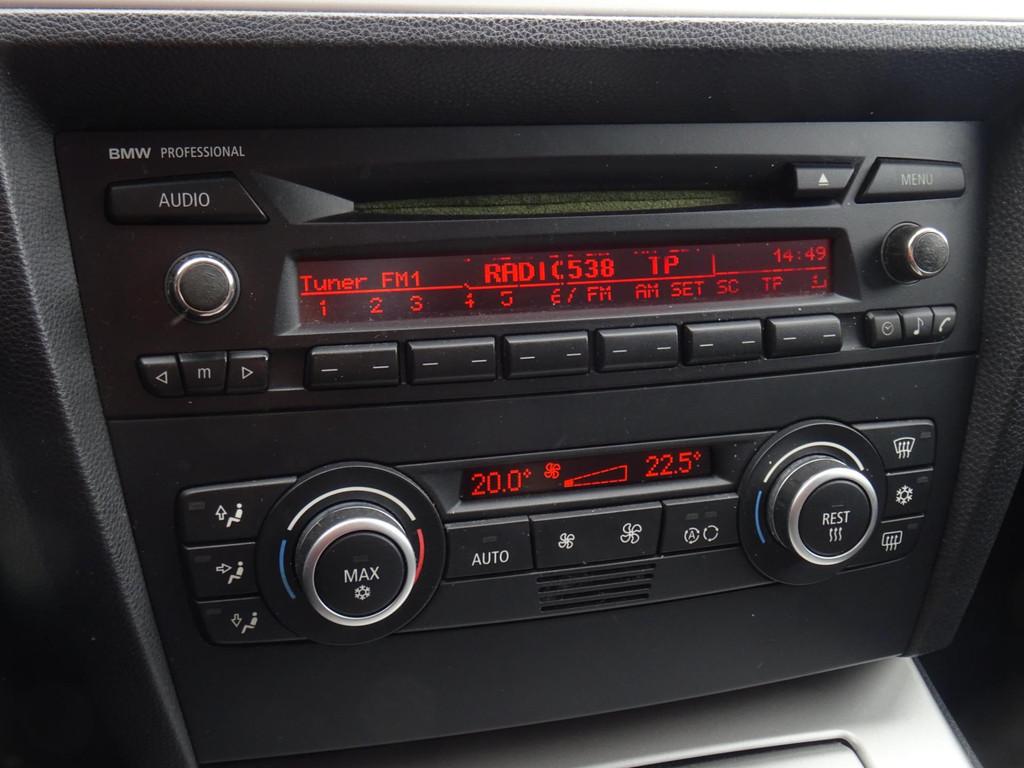 BMW PROFESSIONAL
AUDIO
MENU
Tuner FM1 RADIO538 TP 14:49
1 2 3 4 5 6/FM AM SET SC TP
m
20.0° 22.5°
AUTO
A
MAX
REST